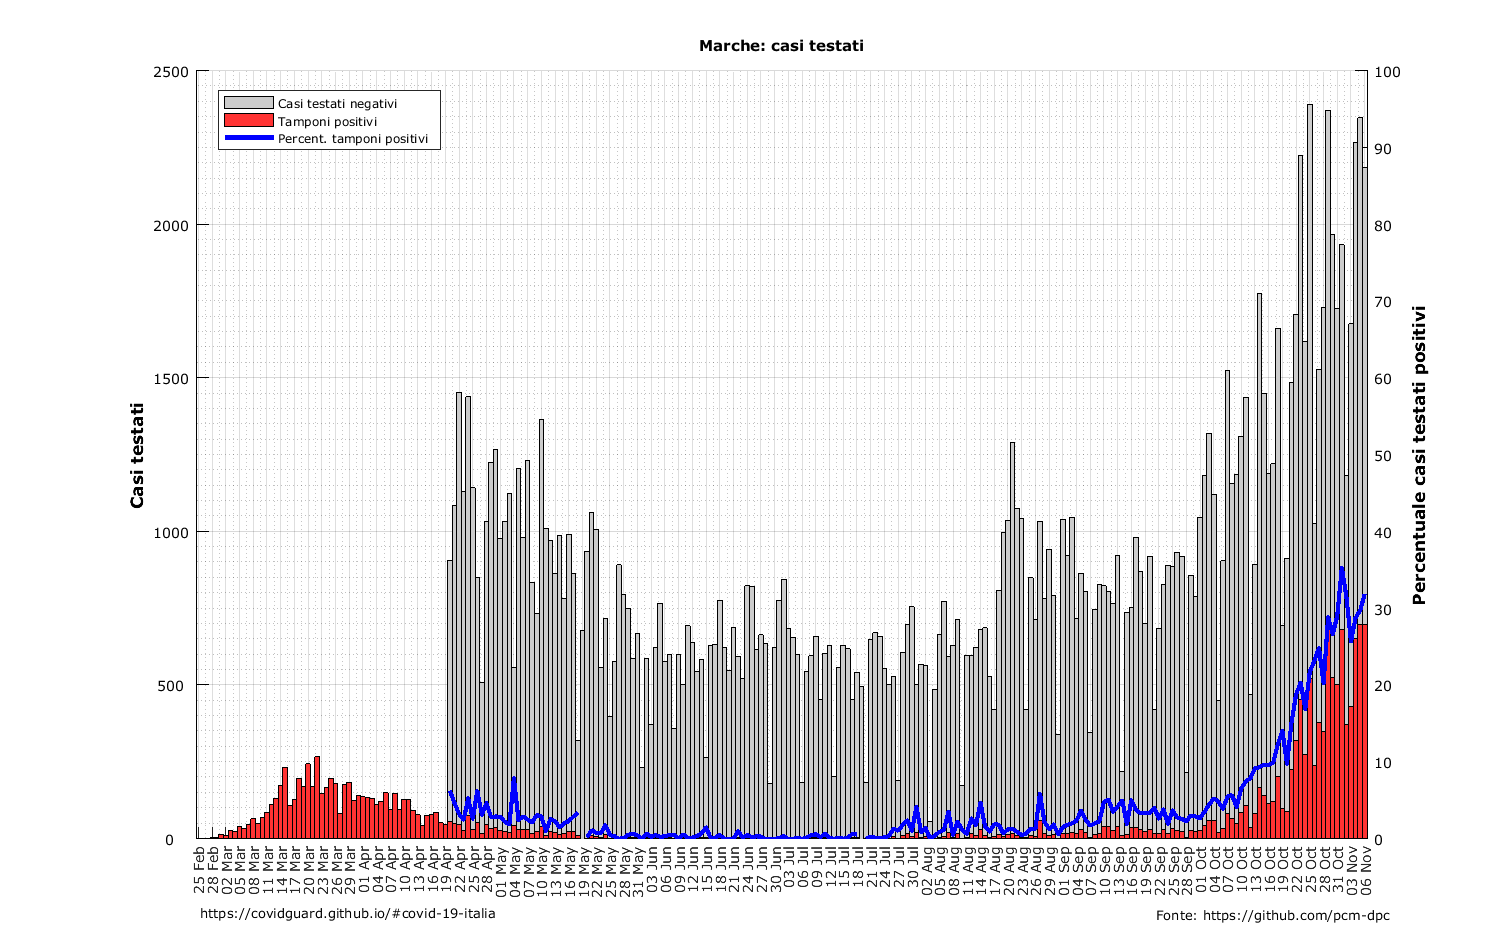 Marche: casi testati
Casi testati negativi
Tamponi positivi
Percent. tamponi positivi
Casi testati
2500
2000
1500
1000
500
0
Percentuale casi testati positivi
100
90
80
70
60
50
40
30
20
10
0
25 Feb
28 Feb
02 Mar
05 Mar
08 Mar
11 Mar
14 Mar
17 Mar
20 Mar
23 Mar
26 Mar
29 Mar
01 Apr
04 Apr
07 Apr
10 Apr
13 Apr
16 Apr
19 Apr
22 Apr
25 Apr
28 Apr
01 May
04 May
07 May
10 May
13 May
16 May
19 May
22 May
25 May
28 May
31 May
03 Jun
06 Jun
09 Jun
12 Jun
15 Jun
18 Jun
21 Jun
24 Jun
27 Jun
30 Jun
03 Jul
06 Jul
09 Jul
12 Jul
15 Jul
18 Jul
21 Jul
24 Jul
27 Jul
30 Jul
02 Aug
05 Aug
08 Aug
11 Aug
14 Aug
17 Aug
20 Aug
23 Aug
26 Aug
29 Aug
01 Sep
04 Sep
07 Sep
10 Sep
13 Sep
16 Sep
19 Sep
22 Sep
25 Sep
28 Sep
01 Oct
04 Oct
07 Oct
10 Oct
13 Oct
16 Oct
19 Oct
22 Oct
25 Oct
28 Oct
31 Oct
03 Nov
06 Nov
https://covidguard.github.io/#covid-19-italia
Fonte: https://github.com/pcm-dpc